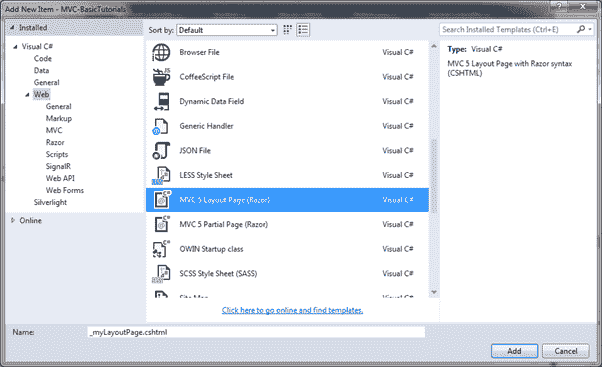 Add New Item - MVC-BasicTutorials
Installed
Sort by: Default
Search Installed Templates (Ctrl+E)
Visual C#
Code
Data
General
Web
General
Markup
MVC
Razor
Scripts
SignalR
Web API
Web Forms
Silverlight
Online
Browser File Visual C#
CoffeeScript File Visual C#
Dynamic Data Field Visual C#
Generic Handler Visual C#
JSON File Visual C#
LESS Style Sheet Visual C#
MVC 5 Layout Page (Razor) Visual C#
MVC 5 Partial Page (Razor) Visual C#
OWIN Startup class Visual C#
SCSS Style Sheet (SASS) Visual C#
Click here to go online and find templates.
Type: Visual C#
MVC 5 Layout Page with Razor syntax
(CSHTML)
Name: _myLayoutPage.cshtml
Add Cancel